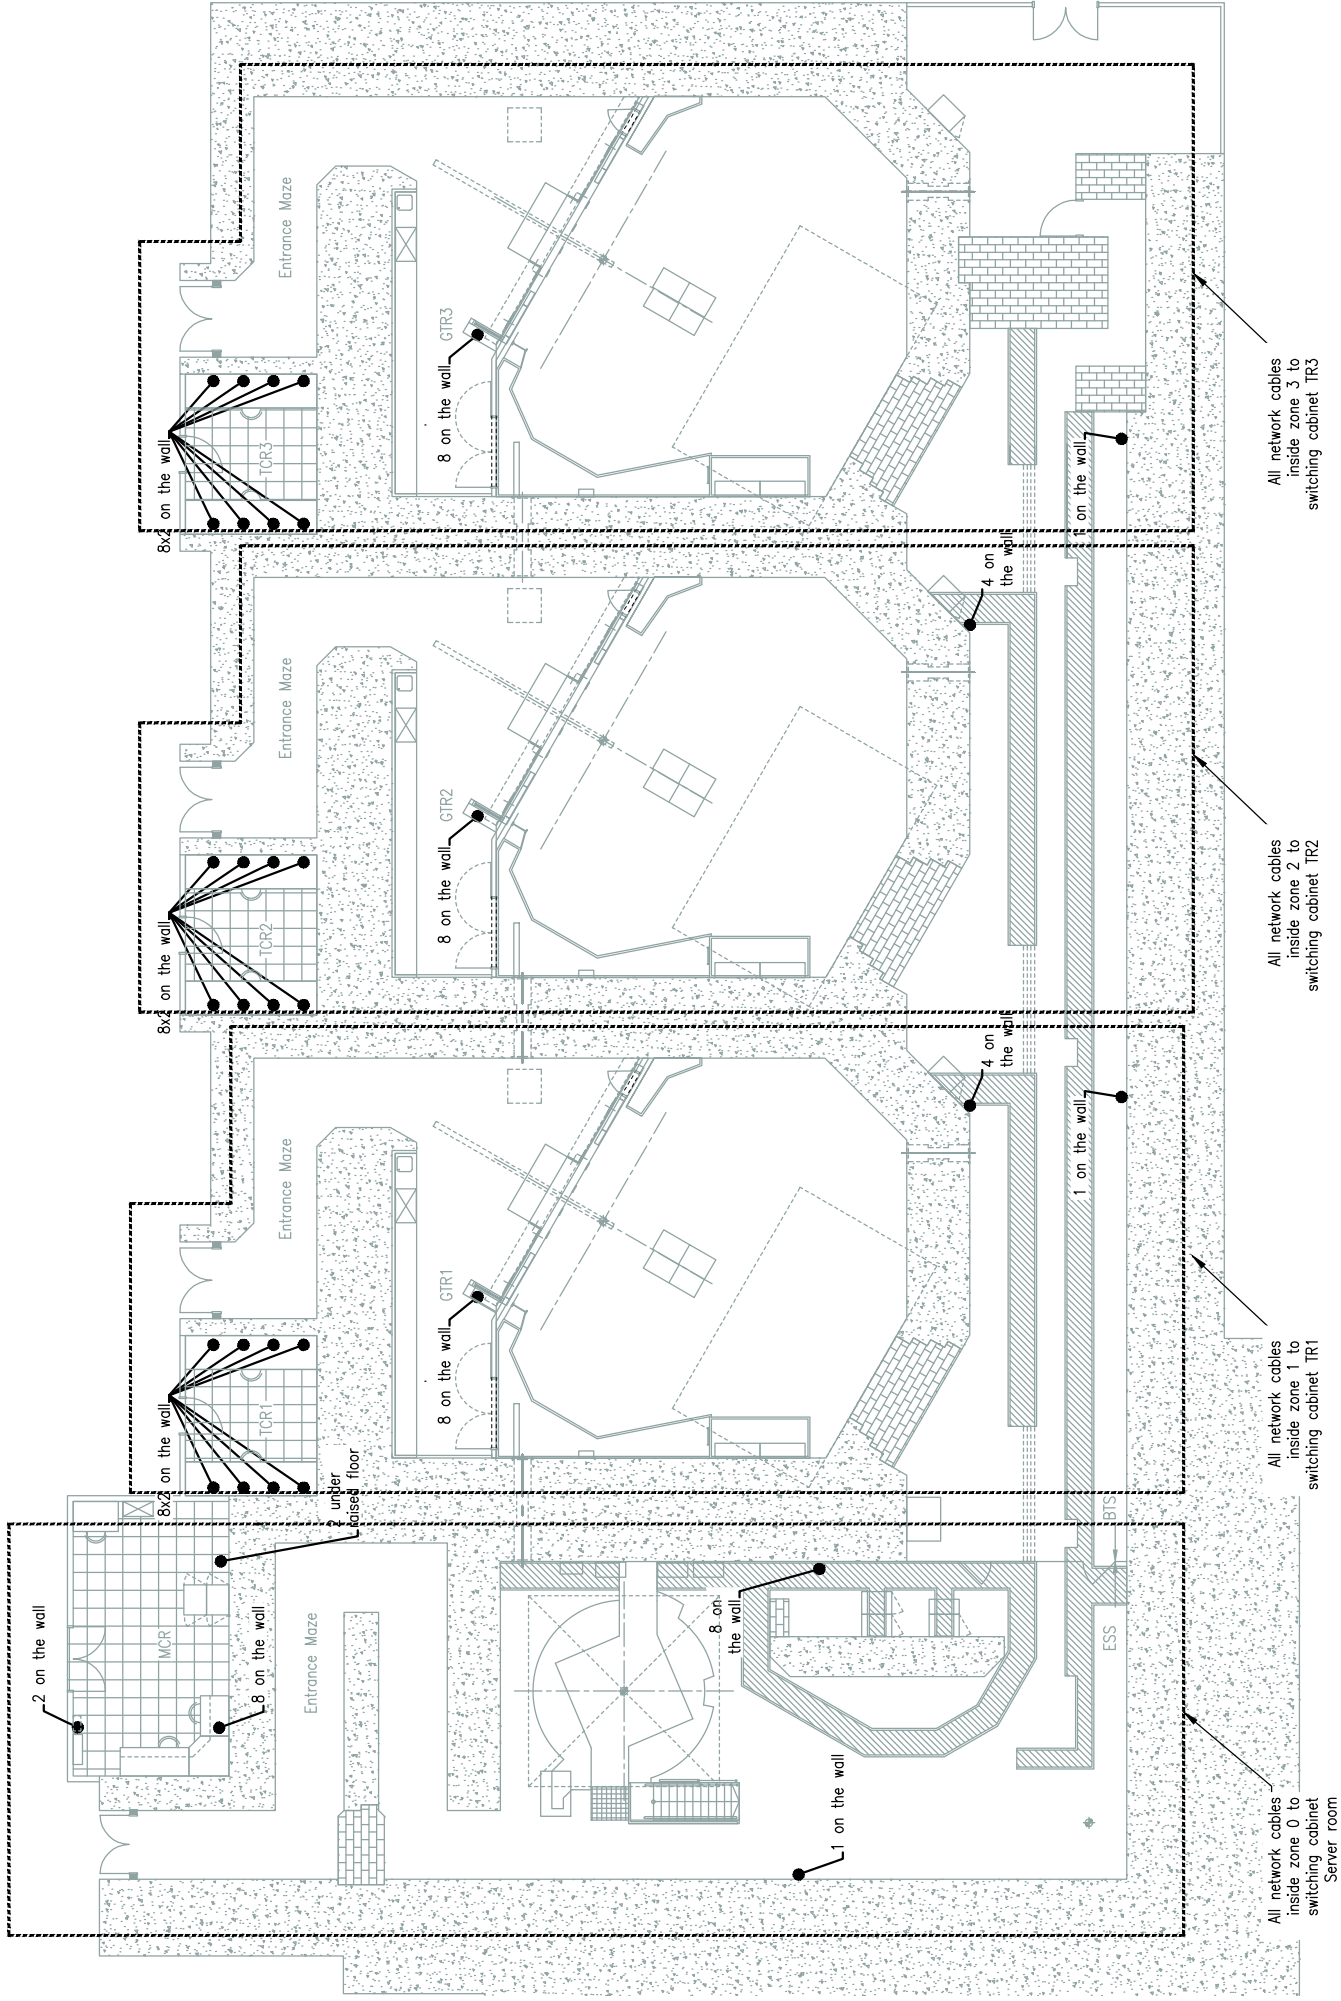 Entrance Maze
8x2 on the wall
TCR3
GTR3
8 on the wall
1 on the wall
All network cables
inside zone 3 to
switching cabinet TR3
Entrance Maze
8x2 on the wall
TCR2
GTR2
8 on the wall
4 on
the wall
All network cables
inside zone 2 to
switching cabinet TR2
Entrance Maze
8x2 on the wall
TCR1
GTR1
8 on the wall
4 on
the wall
1 on the wall
All network cables
inside zone 1 to
switching cabinet TR1
2 under
raised floor
2 on the wall
MCR
8 on the wall
Entrance Maze
8 on
the wall
1 on the wall
BTS
ESS
All network cables
inside zone 0 to
switching cabinet
Server room